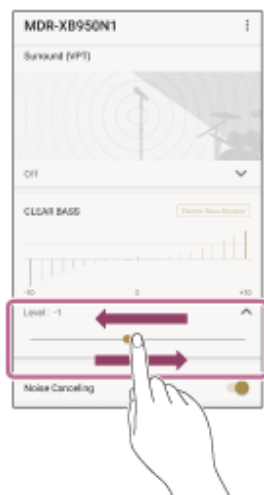 MDR-XB950N1
Surround (VPT)
Off
CLEAR BASS Electro Bass Booster
-10 0 +10
Level : -1
Noise Canceling